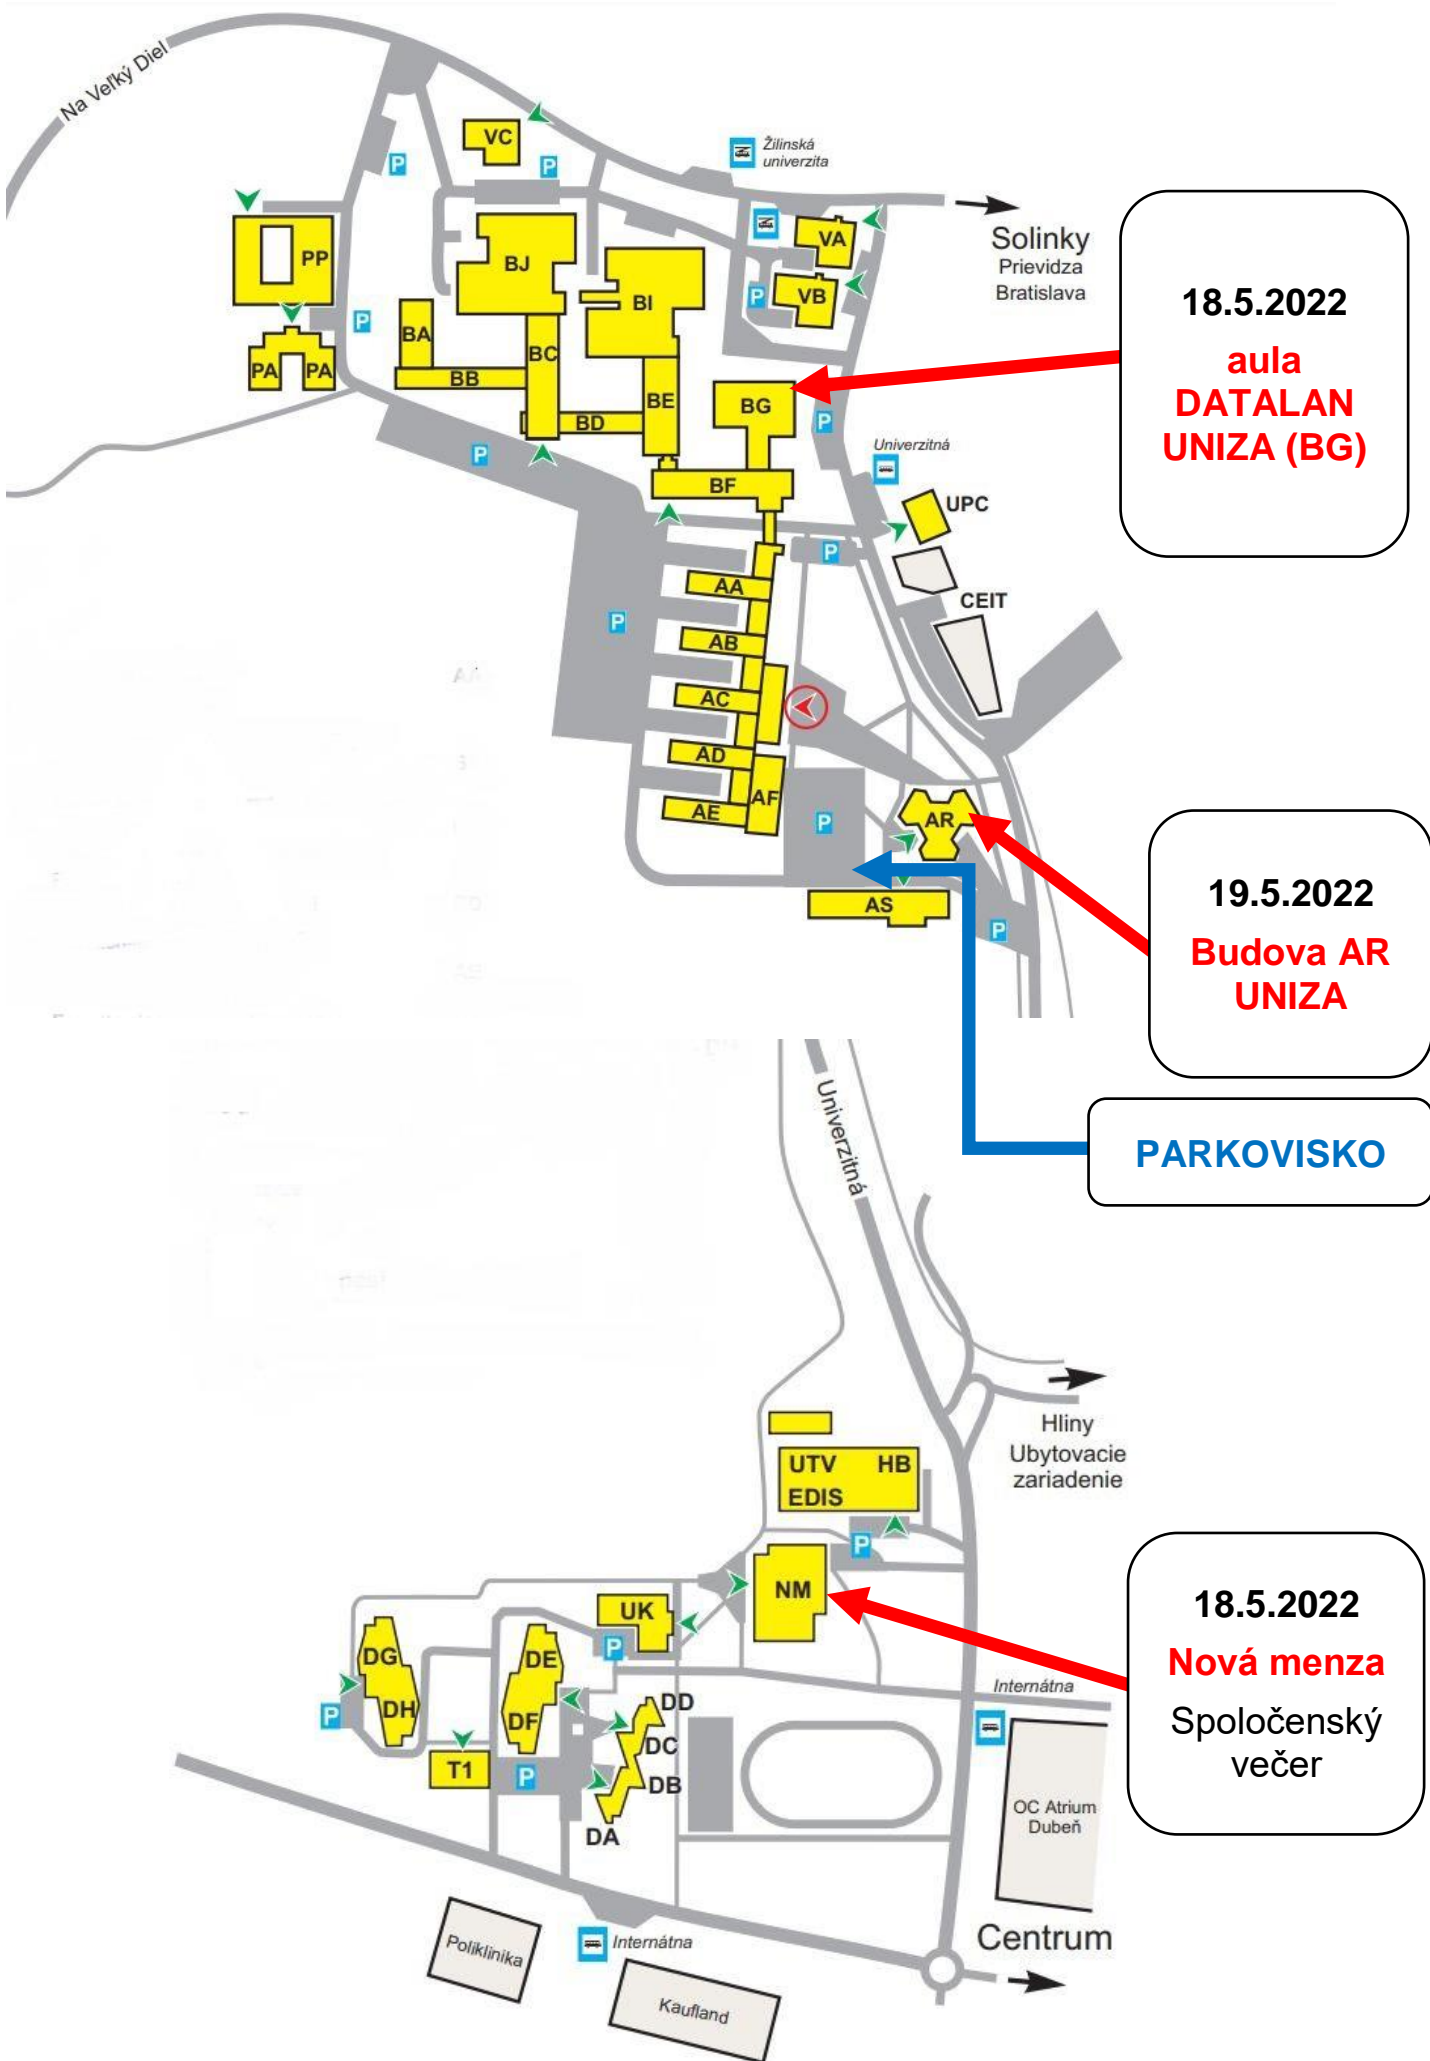 Na Veľký Diel
VC
P
P
Žilinská
univerzita
PP
BJ
BI
VA
VB
P
Solinky
Prievidza
Bratislava
18.5.2022
aula
DATALAN
UNIZA (BG)
P
BA
BC
PA
PA
BB
BE
BD
BG
P
P
Univerzitná
BF
UPC
P
AA
CEIT
P
AB
AC
AD
AF
AE
P
AR
AS
P
19.5.2022
Budova AR
UNIZA
PARKOVISKO
Univerzitná
Hliny
Ubytovacie
zariadenie
UTV HB
EDIS
P
NM
UK
P
18.5.2022
Nová menza
Spoločenský
večer
DG
DH
P
DE
DF
T1
P
DD
DC
DB
DA
Internátna
OC Atrium
Dubeň
Poliklinika
Internátna
Kaufland
Centrum